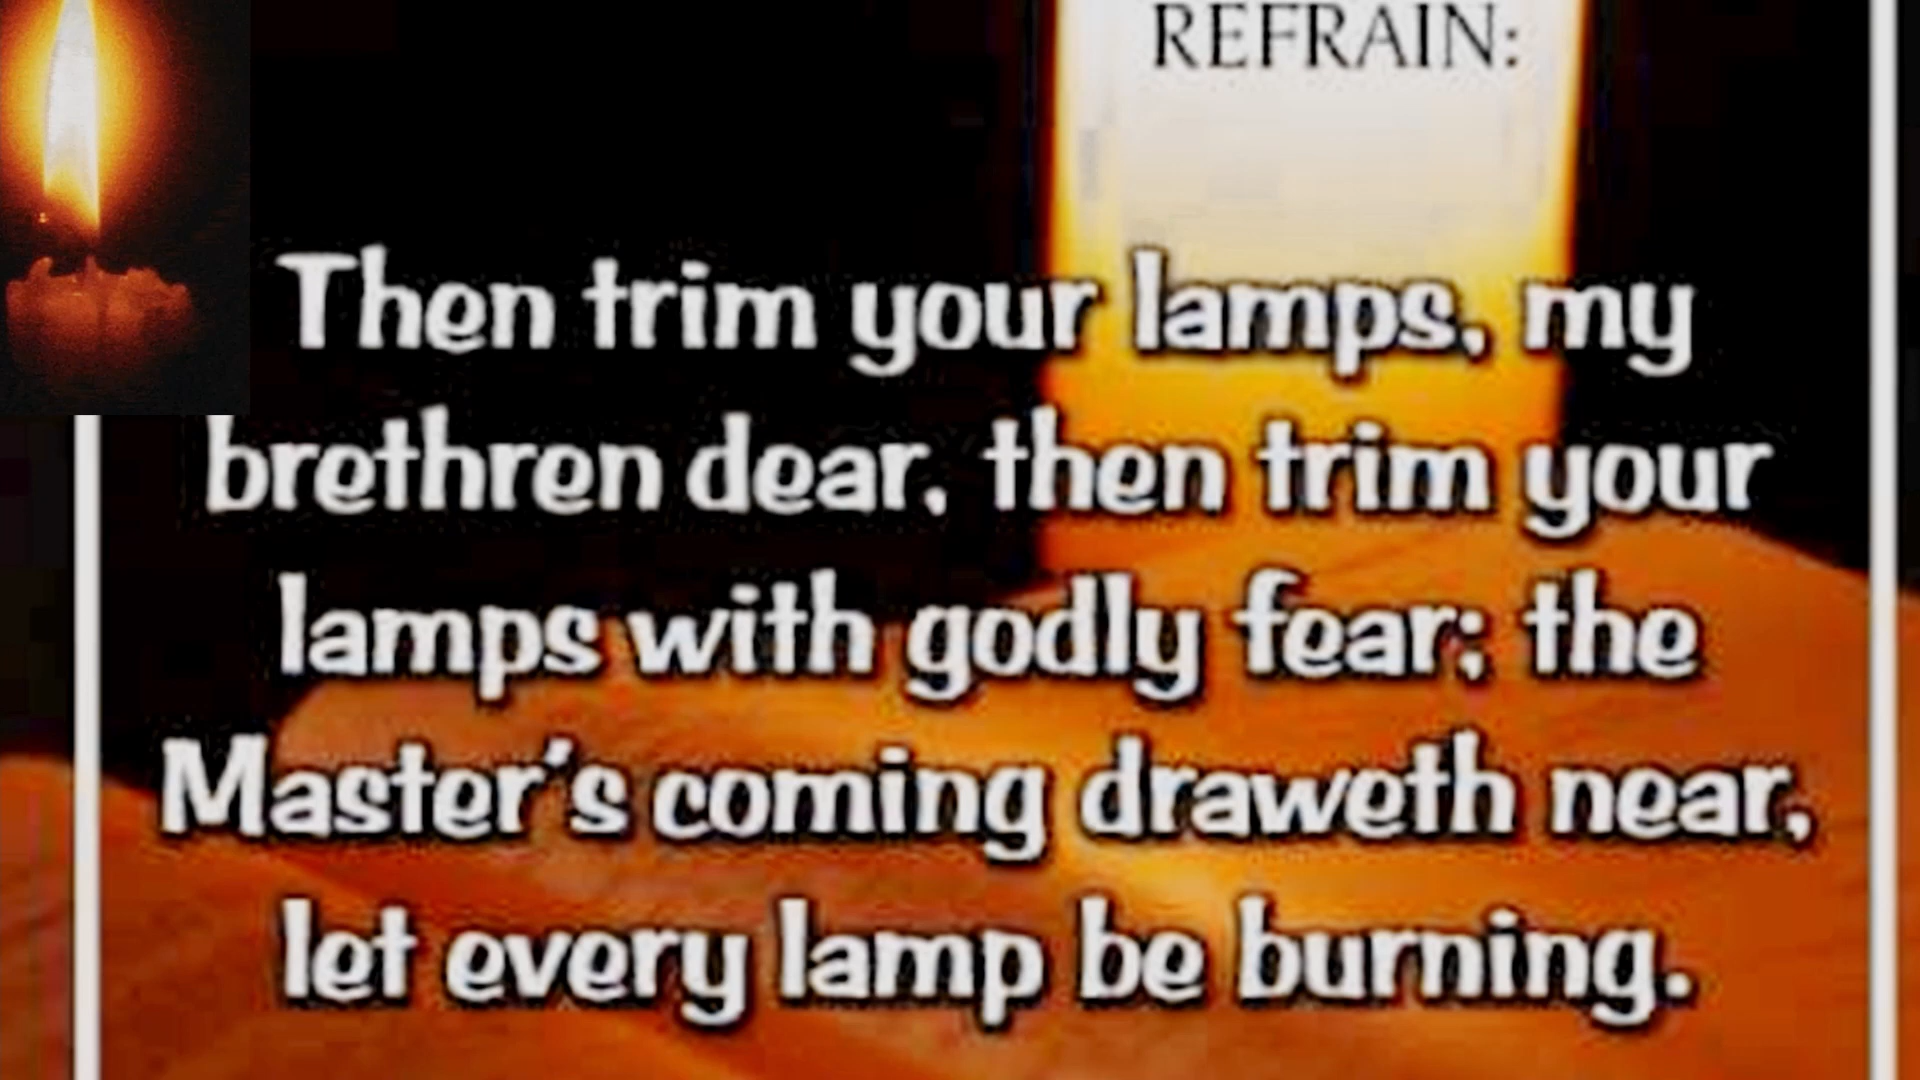 REFRAIN:
Then trim your lamps, my
brethren dear, then trim your
lamps with godly fear; the
Master's coming draweth near,
let every lamp be burning.